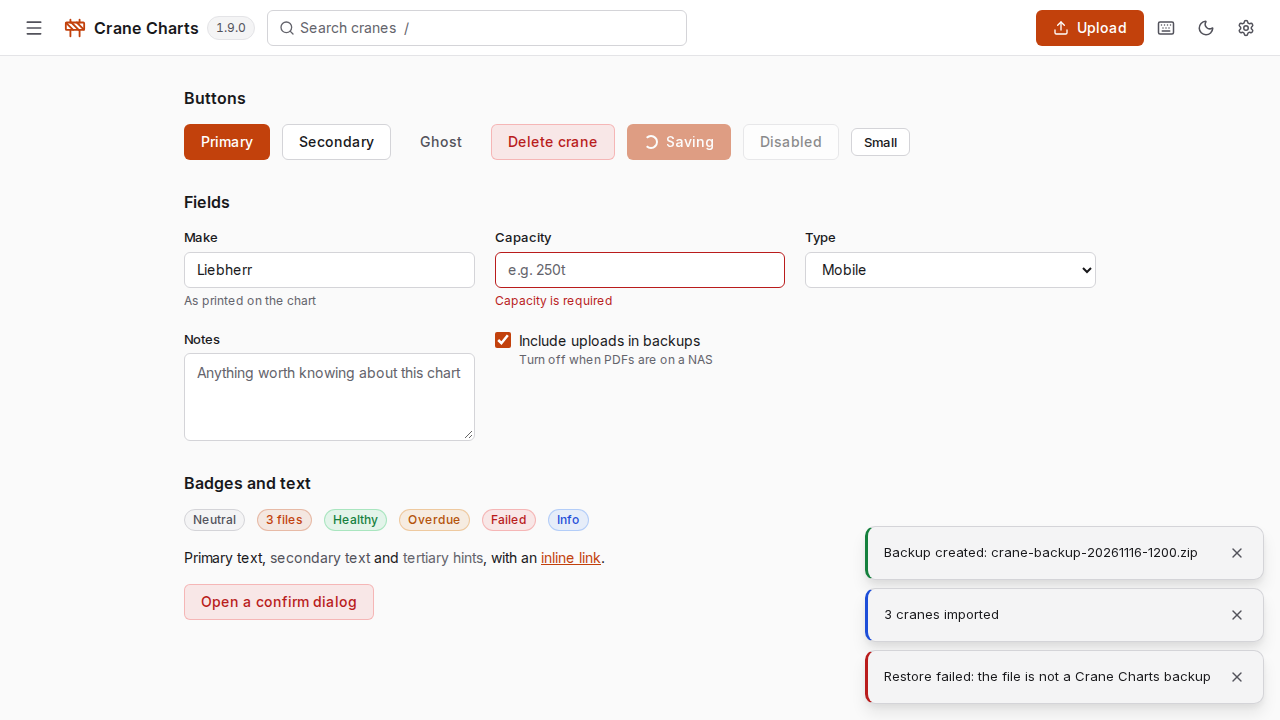 Crane Charts 1.9.0 Search cranes / Upload
Buttons
Primary Secondary Ghost Delete crane Saving Disabled Small
Fields
Make Capacity Type
Liebherr e.g. 250t Mobile
As printed on the chart Capacity is required
Notes Include uploads in backups
Turn off when PDFs are on a NAS
Anything worth knowing about this chart
Badges and text
Neutral 3 files Healthy Overdue Failed Info
Primary text, secondary text and tertiary hints, with an inline link.
Open a confirm dialog
Backup created: crane-backup-20261116-1200.zip
3 cranes imported
Restore failed: the file is not a Crane Charts backup